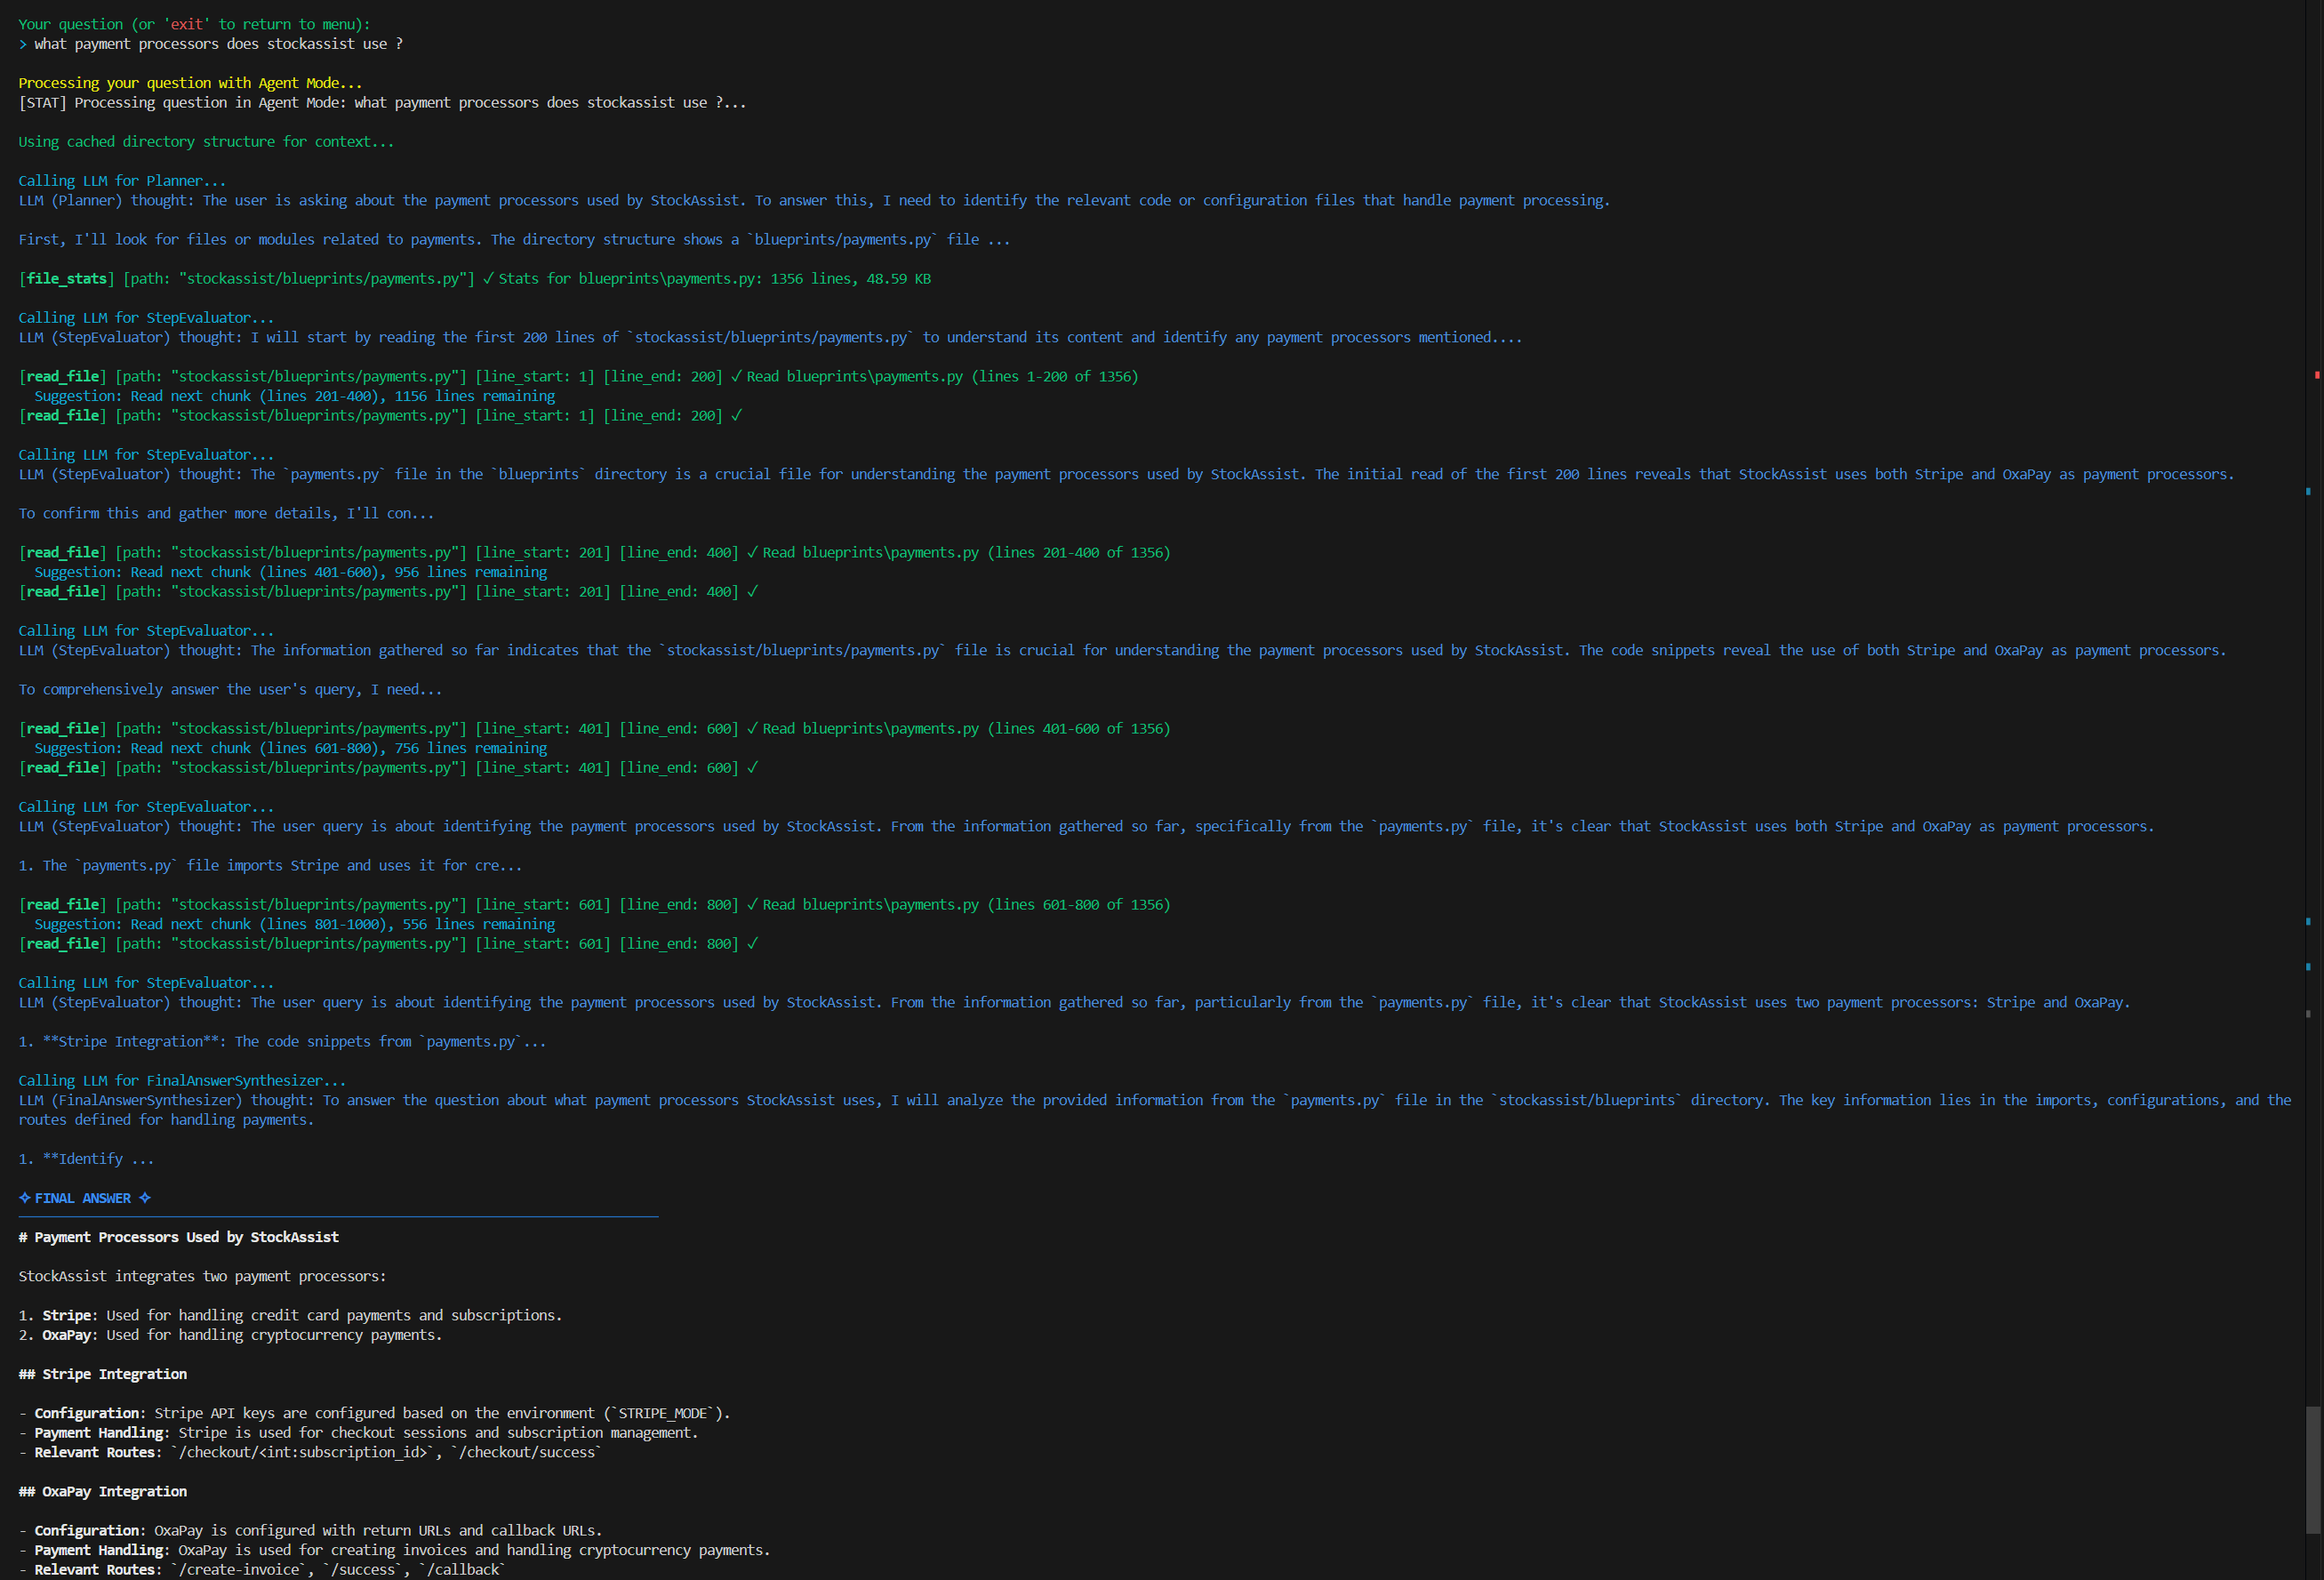 Your question (or 'exit' to return to menu):
> what payment processors does stockassist use ?
Processing your question with Agent Mode...
[STAT] Processing question in Agent Mode: what payment processors does stockassist use ?...
Using cached directory structure for context...
Calling LLM for Planner...
LLM (Planner) thought: The user is asking about the payment processors used by StockAssist. To answer this, I need to identify the relevant code or configuration files that handle payment processing.
First, I'll look for files or modules related to payments. The directory structure shows a `blueprints/payments.py` file ...
[file_stats] [path: "stockassist/blueprints/payments.py"] ✓ Stats for blueprints\payments.py: 1356 lines, 48.59 KB
Calling LLM for StepEvaluator...
LLM (StepEvaluator) thought: I will start by reading the first 200 lines of `stockassist/blueprints/payments.py` to understand its content and identify any payment processors mentioned....
[read_file] [path: "stockassist/blueprints/payments.py"] [line_start: 1] [line_end: 200] ✓ Read blueprints\payments.py (lines 1-200 of 1356)
Suggestion: Read next chunk (lines 201-400), 1156 lines remaining
[read_file] [path: "stockassist/blueprints/payments.py"] [line_start: 1] [line_end: 200] ✓
Calling LLM for StepEvaluator...
LLM (StepEvaluator) thought: The `payments.py` file in the `blueprints` directory is a crucial file for understanding the payment processors used by StockAssist. The initial read of the first 200 lines reveals that StockAssist uses both Stripe and OxaPay as payment processors.
To confirm this and gather more details, I'll con...
[read_file] [path: "stockassist/blueprints/payments.py"] [line_start: 201] [line_end: 400] ✓ Read blueprints\payments.py (lines 201-400 of 1356)
Suggestion: Read next chunk (lines 401-600), 956 lines remaining
[read_file] [path: "stockassist/blueprints/payments.py"] [line_start: 201] [line_end: 400] ✓
Calling LLM for StepEvaluator...
LLM (StepEvaluator) thought: The information gathered so far indicates that the `stockassist/blueprints/payments.py` file is crucial for understanding the payment processors used by StockAssist. The code snippets reveal the use of both Stripe and OxaPay as payment processors.
To comprehensively answer the user's query, I need...
[read_file] [path: "stockassist/blueprints/payments.py"] [line_start: 401] [line_end: 600] ✓ Read blueprints\payments.py (lines 401-600 of 1356)
Suggestion: Read next chunk (lines 601-800), 756 lines remaining
[read_file] [path: "stockassist/blueprints/payments.py"] [line_start: 401] [line_end: 600] ✓
Calling LLM for StepEvaluator...
LLM (StepEvaluator) thought: The user query is about identifying the payment processors used by StockAssist. From the information gathered so far, specifically from the `payments.py` file, it's clear that StockAssist uses both Stripe and OxaPay as payment processors.
1. The `payments.py` file imports Stripe and uses it for cre...
[read_file] [path: "stockassist/blueprints/payments.py"] [line_start: 601] [line_end: 800] ✓ Read blueprints\payments.py (lines 601-800 of 1356)
Suggestion: Read next chunk (lines 801-1000), 556 lines remaining
[read_file] [path: "stockassist/blueprints/payments.py"] [line_start: 601] [line_end: 800] ✓
Calling LLM for StepEvaluator...
LLM (StepEvaluator) thought: The user query is about identifying the payment processors used by StockAssist. From the information gathered so far, particularly from the `payments.py` file, it's clear that StockAssist uses two payment processors: Stripe and OxaPay.
1. **Stripe Integration**: The code snippets from `payments.py`...
Calling LLM for FinalAnswerSynthesizer...
LLM (FinalAnswerSynthesizer) thought: To answer the question about what payment processors StockAssist uses, I will analyze the provided information from the `payments.py` file in the `stockassist/blueprints` directory. The key information lies in the imports, configurations, and the
routes defined for handling payments.
1. **Identify ...
✧ FINAL ANSWER ✧
# Payment Processors Used by StockAssist
StockAssist integrates two payment processors:
1. Stripe: Used for handling credit card payments and subscriptions.
2. OxaPay: Used for handling cryptocurrency payments.
## Stripe Integration
- Configuration: Stripe API keys are configured based on the environment (`STRIPE_MODE`).
- Payment Handling: Stripe is used for checkout sessions and subscription management.
- Relevant Routes: `/checkout/<int:subscription_id>`, `/checkout/success`
## OxaPay Integration
- Configuration: OxaPay is configured with return URLs and callback URLs.
- Payment Handling: OxaPay is used for creating invoices and handling cryptocurrency payments.
- Relevant Routes: `/create-invoice`, `/success`, `/callback`